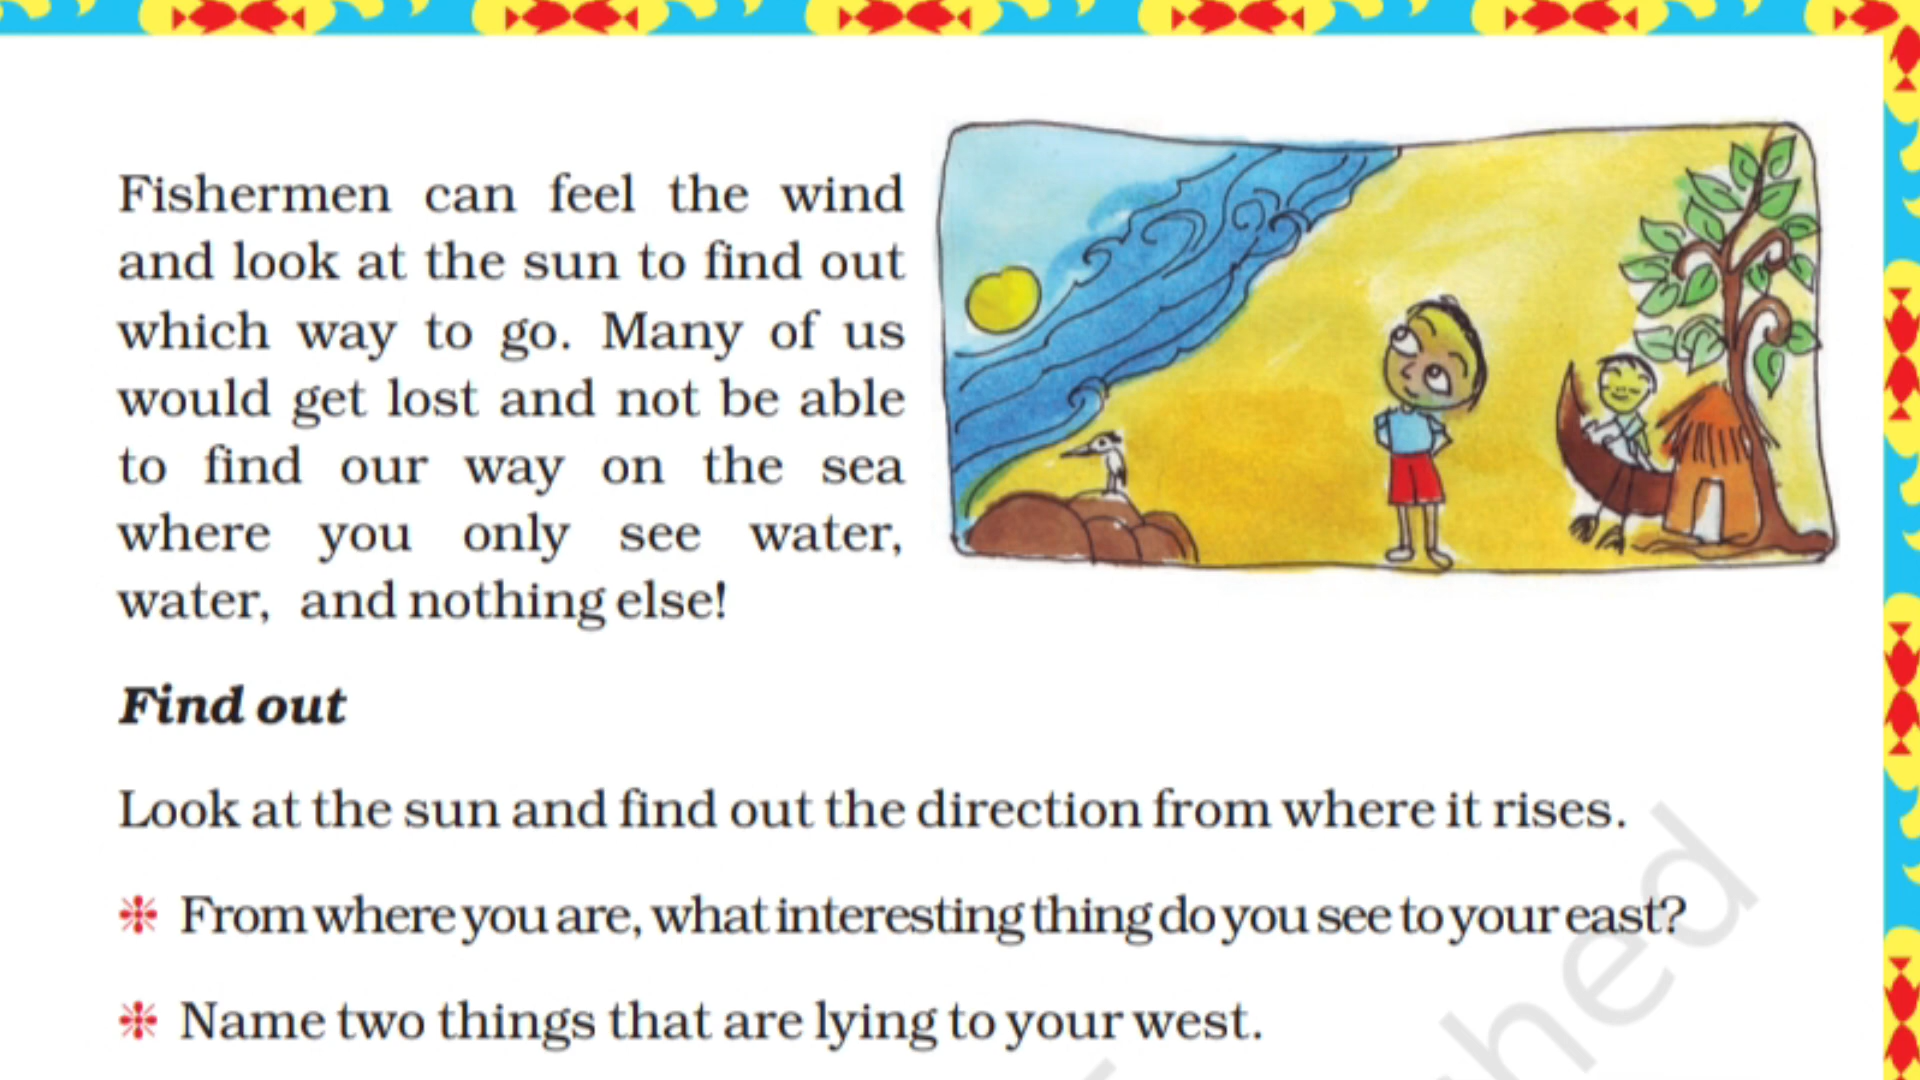 Fishermen can feel the wind
and look at the sun to find out
which way to go. Many of us
would get lost and not be able
to find our way on the sea
where you only see water,
water, and nothing else!
Find out
Look at the sun and find out the direction from where it rises.
❉ From where you are, what interesting thing do you see to your east?
❉ Name two things that are lying to your west.
hed